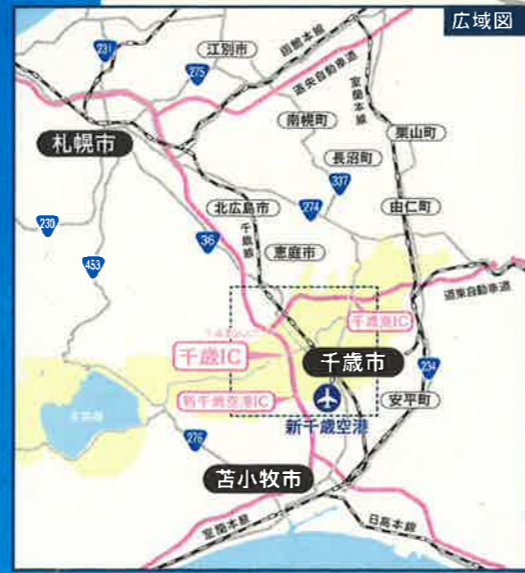 広域図
231
江別市
函館本線
275
道央自動車道
室蘭本線
南幌町
栗山町
札幌市
長沼町
337
北広島市
274
由仁町
230
36
千歳線
恵庭市
453
道東自動車道
千歳東IC
千歳IC
千歳市
234
新千歳空港IC
安平町
支笏湖
新千歳空港
276
苫小牧市
室蘭本線
日高本線